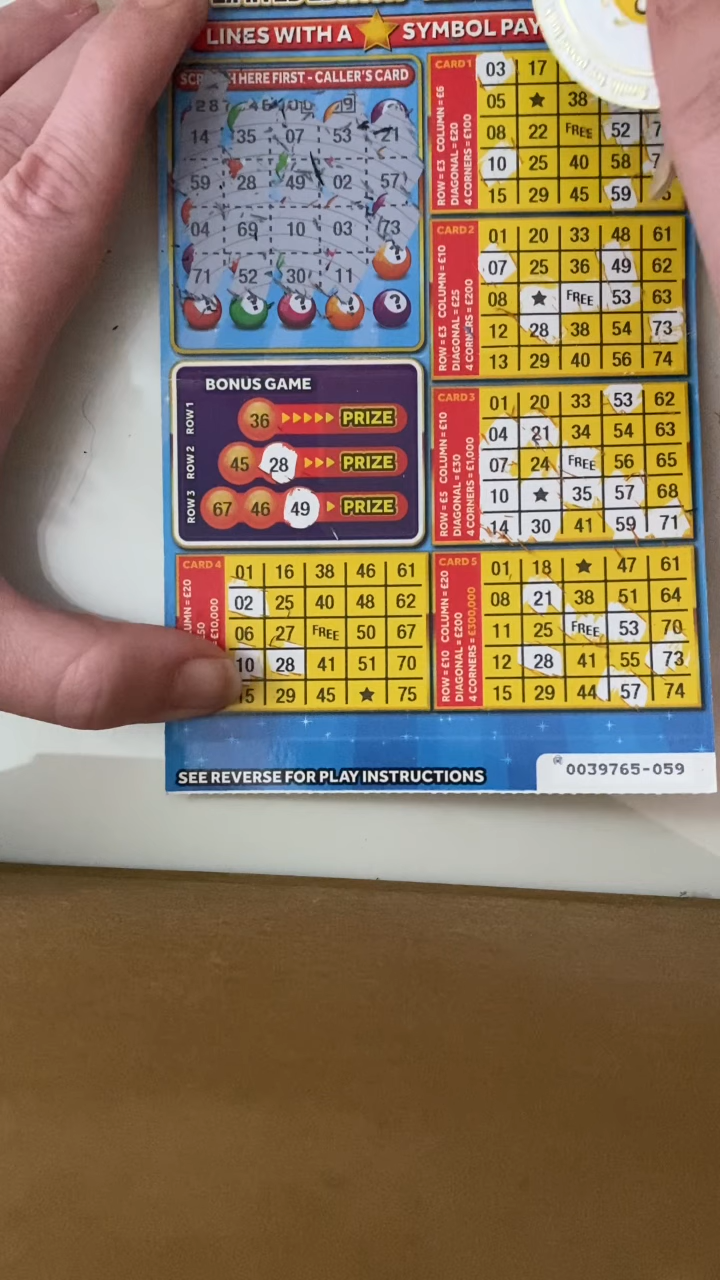 LINES WITH A SYMBOL PAY
SCRATCH HERE FIRST - CALLER'S CARD
14 35 07 53 21
59 28 49 02 57
04 69 10 03 73
71 52 30 11
? ? ? ? ?
BONUS GAME
ROW 1 36 PRIZE
ROW 2 45 28 PRIZE
ROW 3 67 46 49 PRIZE
CARD 1
ROW = £3 COLUMN = £6
DIAGONAL = £20
4 CORNERS = £100
03 17
05 38
08 22 FREE 52 7
10 25 40 58 7
15 29 45 59
CARD 2
ROW = £3 COLUMN = £10
DIAGONAL = £25
4 CORNERS = £200
01 20 33 48 61
07 25 36 49 62
08 FREE 53 63
12 28 38 54 73
13 29 40 56 74
CARD 3
ROW = £5 COLUMN = £10
DIAGONAL = £30
4 CORNERS = £1,000
01 20 33 53 62
04 21 34 54 63
07 24 FREE 56 65
10 35 57 68
14 30 41 59 71
CARD 4
UMN = £20
50
£10,000
01 16 38 46 61
02 25 40 48 62
06 27 FREE 50 67
10 28 41 51 70
15 29 45 75
CARD 5
ROW = £10 COLUMN = £20
DIAGONAL = £200
4 CORNERS = £300,000
01 18 47 61
08 21 38 51 64
11 25 FREE 53 70
12 28 41 55 73
15 29 44 57 74
SEE REVERSE FOR PLAY INSTRUCTIONS
0039765-059